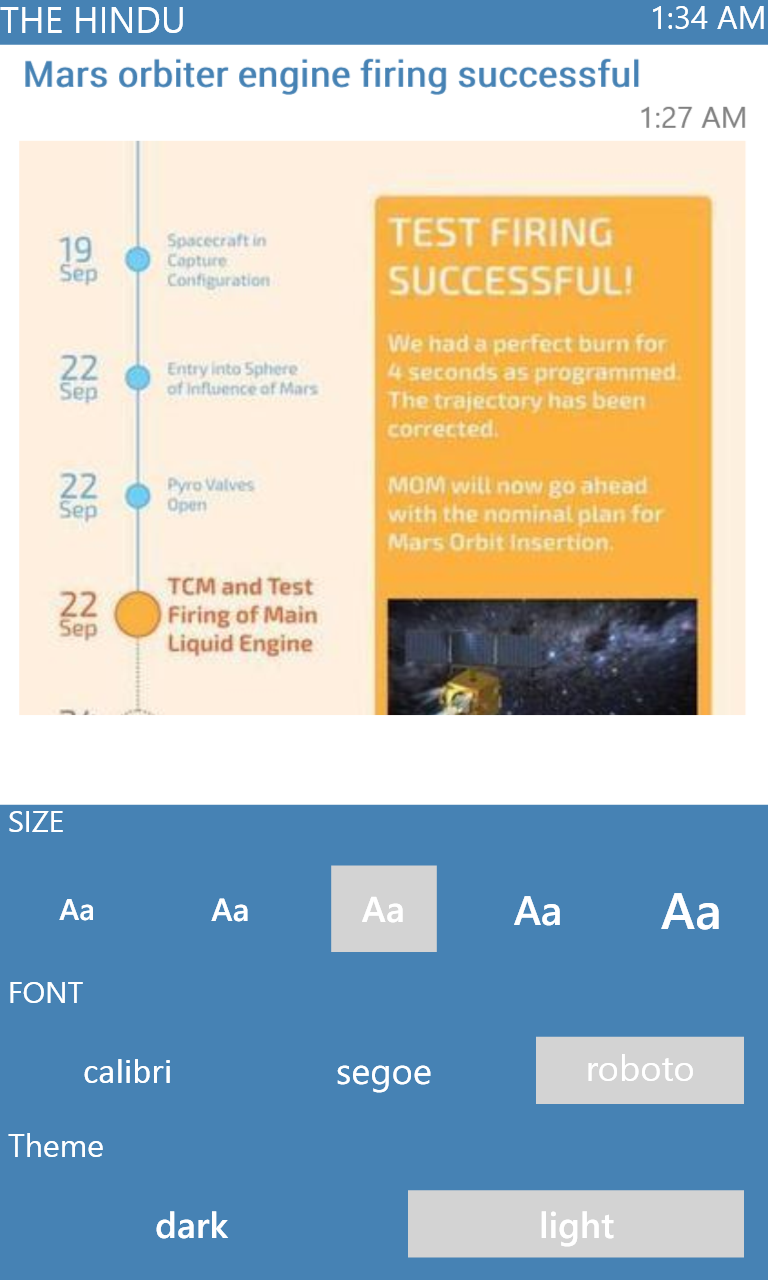 THE HINDU 1:34 AM
Mars orbiter engine firing successful
1:27 AM
19
Sep
Spacecraft in
Capture
Configuration
22
Sep
Entry into Sphere
of Influence of Mars
22
Sep
Pyro Valves
Open
22
Sep
TCM and Test
Firing of Main
Liquid Engine
TEST FIRING
SUCCESSFUL!
We had a perfect burn for
4 seconds as programmed.
The trajectory has been
corrected.
MOM will now go ahead
with the nominal plan for
Mars Orbit Insertion.
SIZE
Aa Aa Aa Aa Aa
FONT
calibri segoe roboto
Theme
dark light